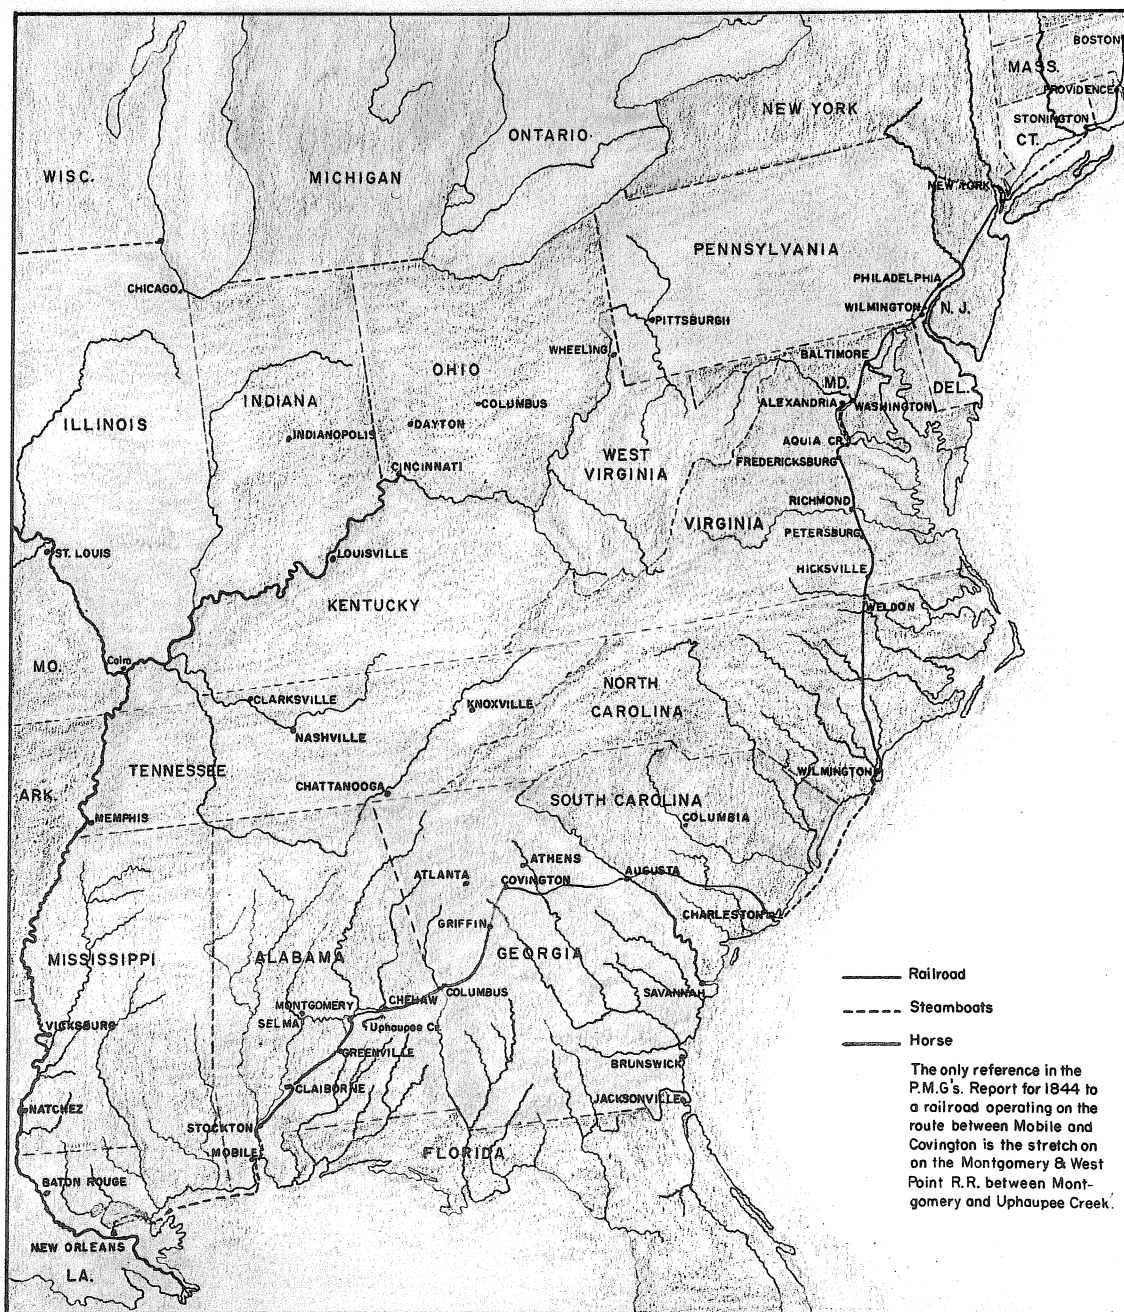 BOSTON
MASS.
PROVIDENCE
STONINGTON
CT.
NEW YORK
ONTARIO
WISC.
MICHIGAN
NEW YORK
PENNSYLVANIA
PHILADELPHIA
CHICAGO
WILMINGTON
N. J.
PITTSBURGH
WHEELING
BALTIMORE
OHIO
MD.
DEL.
INDIANA
COLUMBUS
ALEXANDRIA
WASHINGTON
ILLINOIS
DAYTON
INDIANOPOLIS
AQUIA CR.
WEST
VIRGINIA
FREDERICKSBURG
CINCINNATI
RICHMOND
VIRGINIA
PETERSBURG
ST. LOUIS
LOUISVILLE
HICKSVILLE
KENTUCKY
WELDON
MO.
Cairo
NORTH
CAROLINA
CLARKSVILLE
KNOXVILLE
NASHVILLE
TENNESSEE
WILMINGTON
CHATTANOOGA
ARK.
SOUTH CAROLINA
MEMPHIS
COLUMBIA
ATHENS
ATLANTA
COVINGTON
AUGUSTA
CHARLESTON
GRIFFIN
MISSISSIPPI
ALABAMA
GEORGIA
Railroad
SAVANNAH
CHEHAW
COLUMBUS
MONTGOMERY
Steamboats
SELMA
Uphaupee Cr.
VICKSBURG
Horse
GREENVILLE
BRUNSWICK
The only reference in the
P.M.G's. Report for 1844 to
a railroad operating on the
route between Mobile and
Covington is the stretch on
on the Montgomery & West
Point R.R. between Mont-
gomery and Uphaupee Creek.
CLAIBORNE
JACKSONVILLE
NATCHEZ
STOCKTON
MOBILE
FLORIDA
BATON ROUGE
NEW ORLEANS
LA.